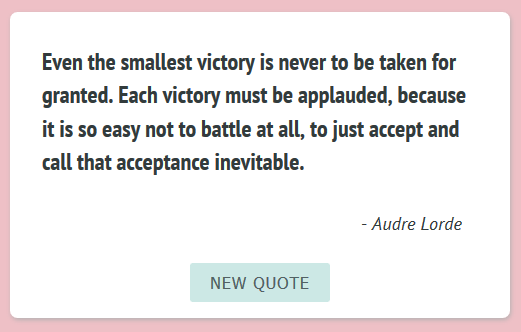 Even the smallest victory is never to be taken for
granted. Each victory must be applauded, because
it is so easy not to battle at all, to just accept and
call that acceptance inevitable.
- Audre Lorde
NEW QUOTE